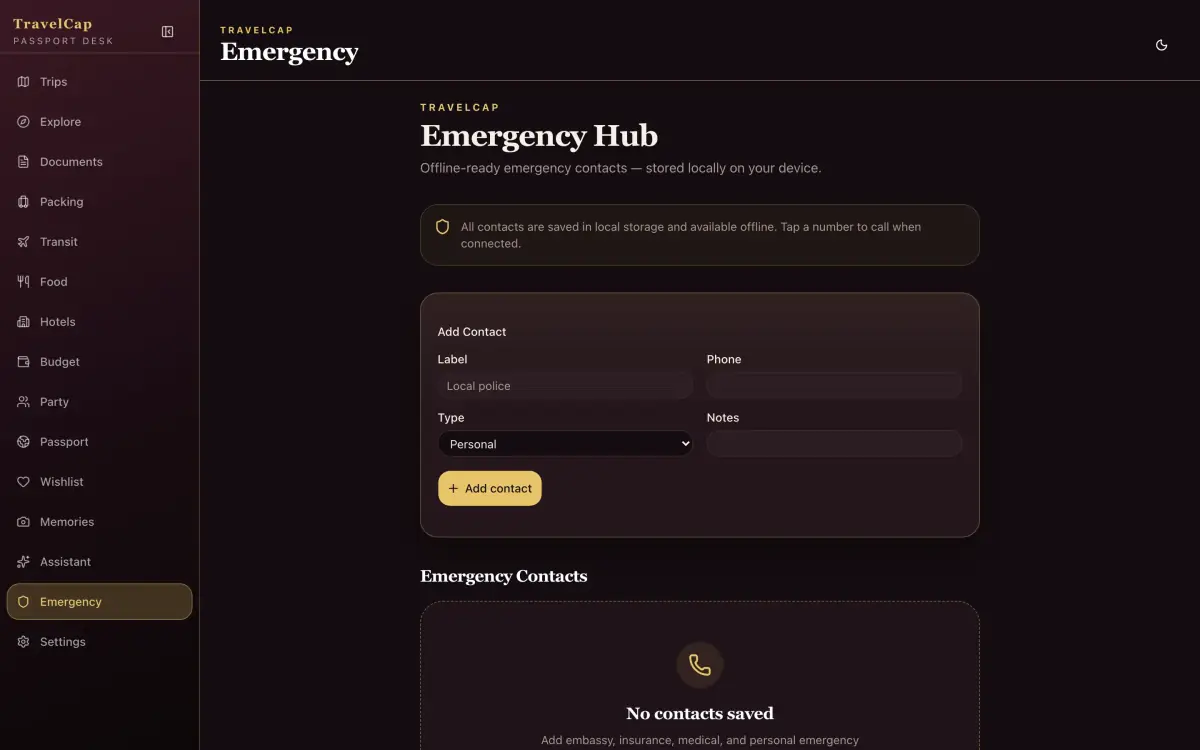 TravelCap
PASSPORT DESK
Trips
Explore
Documents
Packing
Transit
Food
Hotels
Budget
Party
Passport
Wishlist
Memories
Assistant
Emergency
Settings
TRAVELCAP
Emergency
TRAVELCAP
Emergency Hub
Offline-ready emergency contacts — stored locally on your device.
All contacts are saved in local storage and available offline. Tap a number to call when
connected.
Add Contact
Label
Phone
Local police
Type
Notes
Personal
+ Add contact
Emergency Contacts
No contacts saved
Add embassy, insurance, medical, and personal emergency